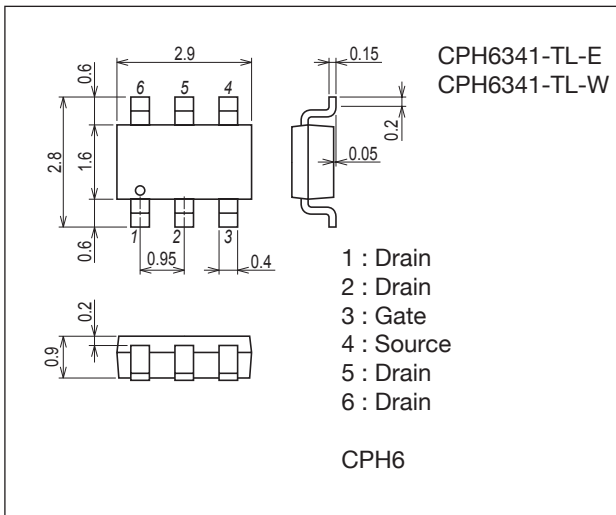 CPH6341-TL-E
CPH6341-TL-W
2.9
0.15
0.6
6 5 4
0.2
2.8
1.6
0.05
0.6
1 2 3
0.95
0.4
0.2
0.9
1 : Drain
2 : Drain
3 : Gate
4 : Source
5 : Drain
6 : Drain
CPH6